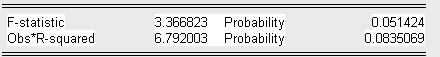 F-statistic 3.366823 Probability 0.051424
Obs*R-squared 6.792003 Probability 0.0835069